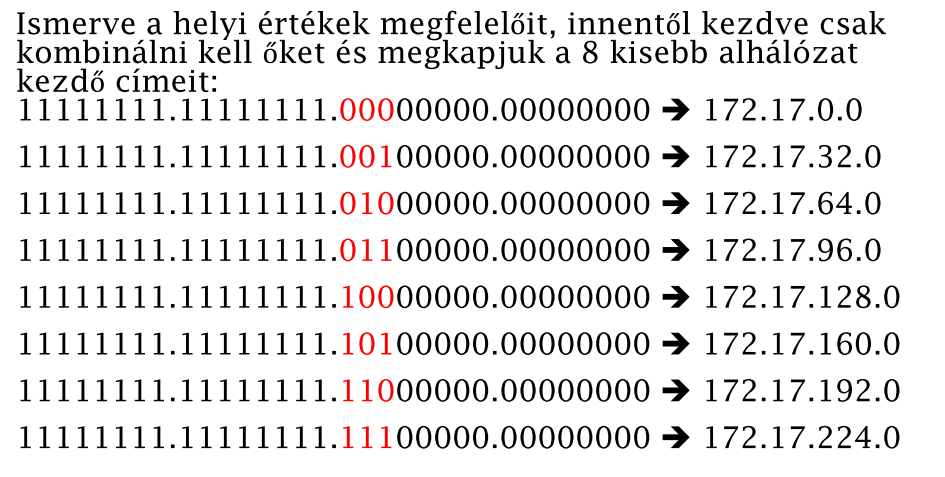 Ismerve a helyi értékek megfelelőit, innentől kezdve csak
kombinálni kell őket és megkapjuk a 8 kisebb alhálózat
kezdő címeit:
11111111.11111111.00000000.00000000 ➔ 172.17.0.0
11111111.11111111.00100000.00000000 ➔ 172.17.32.0
11111111.11111111.01000000.00000000 ➔ 172.17.64.0
11111111.11111111.01100000.00000000 ➔ 172.17.96.0
11111111.11111111.10000000.00000000 ➔ 172.17.128.0
11111111.11111111.10100000.00000000 ➔ 172.17.160.0
11111111.11111111.11000000.00000000 ➔ 172.17.192.0
11111111.11111111.11100000.00000000 ➔ 172.17.224.0